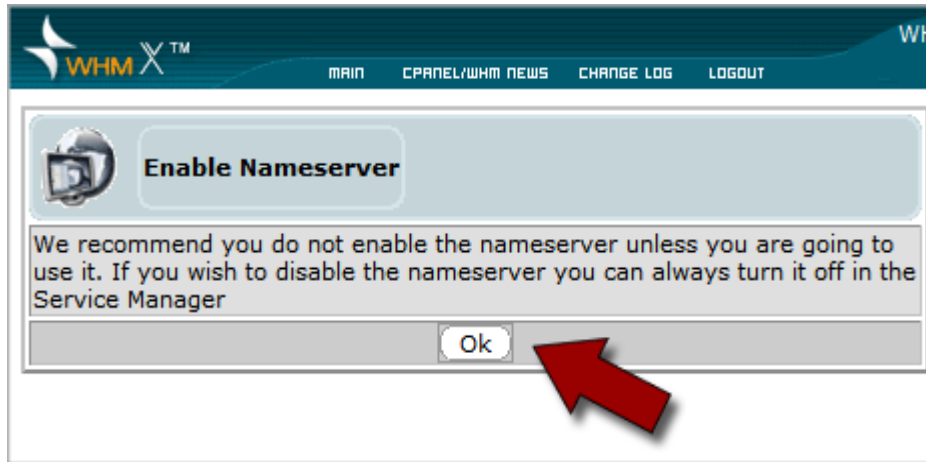 WH
WHM X ™
MAIN CPANEL/WHM NEWS CHANGE LOG LOGOUT
Enable Nameserver
We recommend you do not enable the nameserver unless you are going to
use it. If you wish to disable the nameserver you can always turn it off in the
Service Manager
Ok